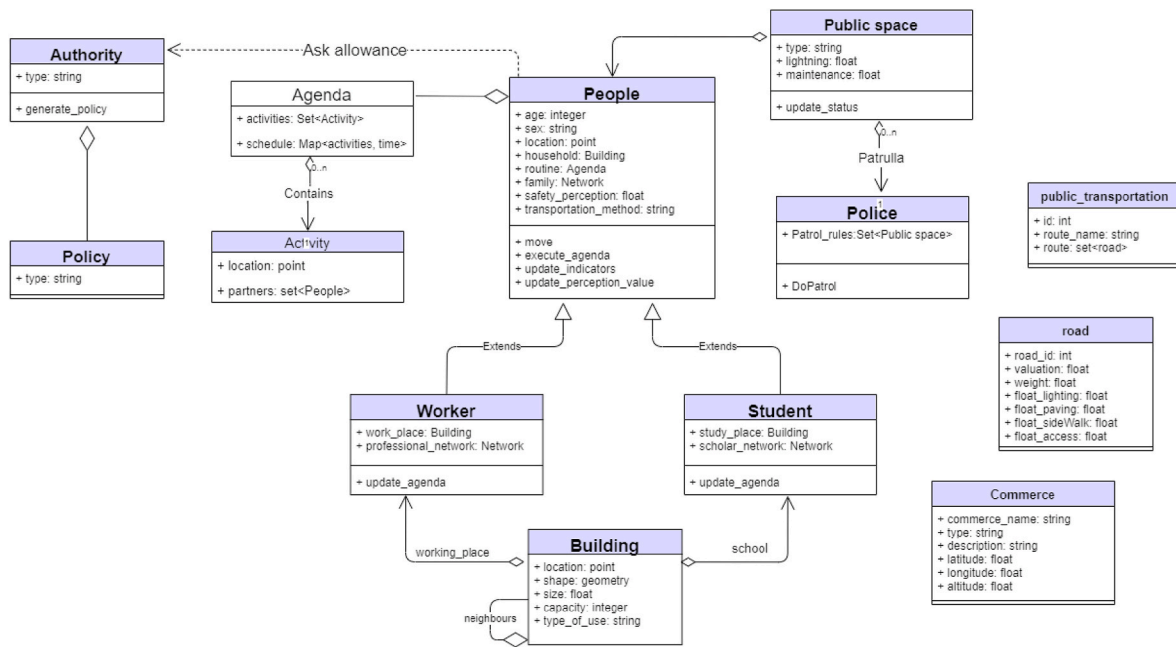 Authority
+ type: string
+ generate_policy
Ask allowance
Public space
+ type: string
+ lightning: float
+ maintenance: float
+ update_status
0..n
Patrulla
Agenda
+ activities: Set<Activity>
+ schedule: Map<activities, time>
0..n
Contains
People
+ age: integer
+ sex: string
+ location: point
+ household: Building
+ routine: Agenda
+ family: Network
+ safety_perception: float
+ transportation_method: string
+ move
+ execute_agenda
+ update_indicators
+ update_perception_value
1
Police
+ Patrol_rules:Set<Public space>
+ DoPatrol
public_transportation
+ id: int
+ route_name: string
+ route: set<road>
Policy
+ type: string
1
Activity
+ location: point
+ partners: set<People>
Extends
Extends
road
+ road_id: int
+ valuation: float
+ weight: float
+ float_lighting: float
+ float_paving: float
+ float_sideWalk: float
+ float_access: float
Worker
+ work_place: Building
+ professional_network: Network
+ update_agenda
Student
+ study_place: Building
+ scholar_network: Network
+ update_agenda
Commerce
+ commerce_name: string
+ type: string
+ description: string
+ latitude: float
+ longitude: float
+ altitude: float
working_place
school
Building
+ location: point
+ shape: geometry
+ size: float
+ capacity: integer
+ type_of_use: string
neighbours